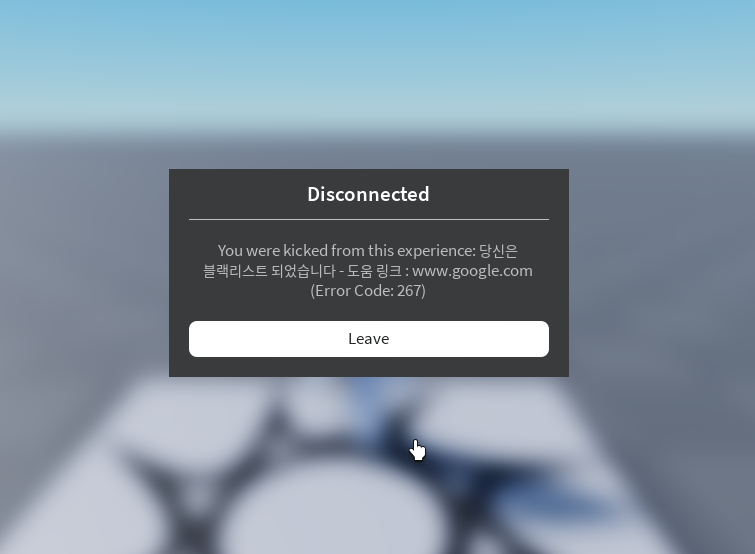 Disconnected
You were kicked from this experience: 당신은
블랙리스트 되었습니다 - 도움 링크 : www.google.com
(Error Code: 267)
Leave